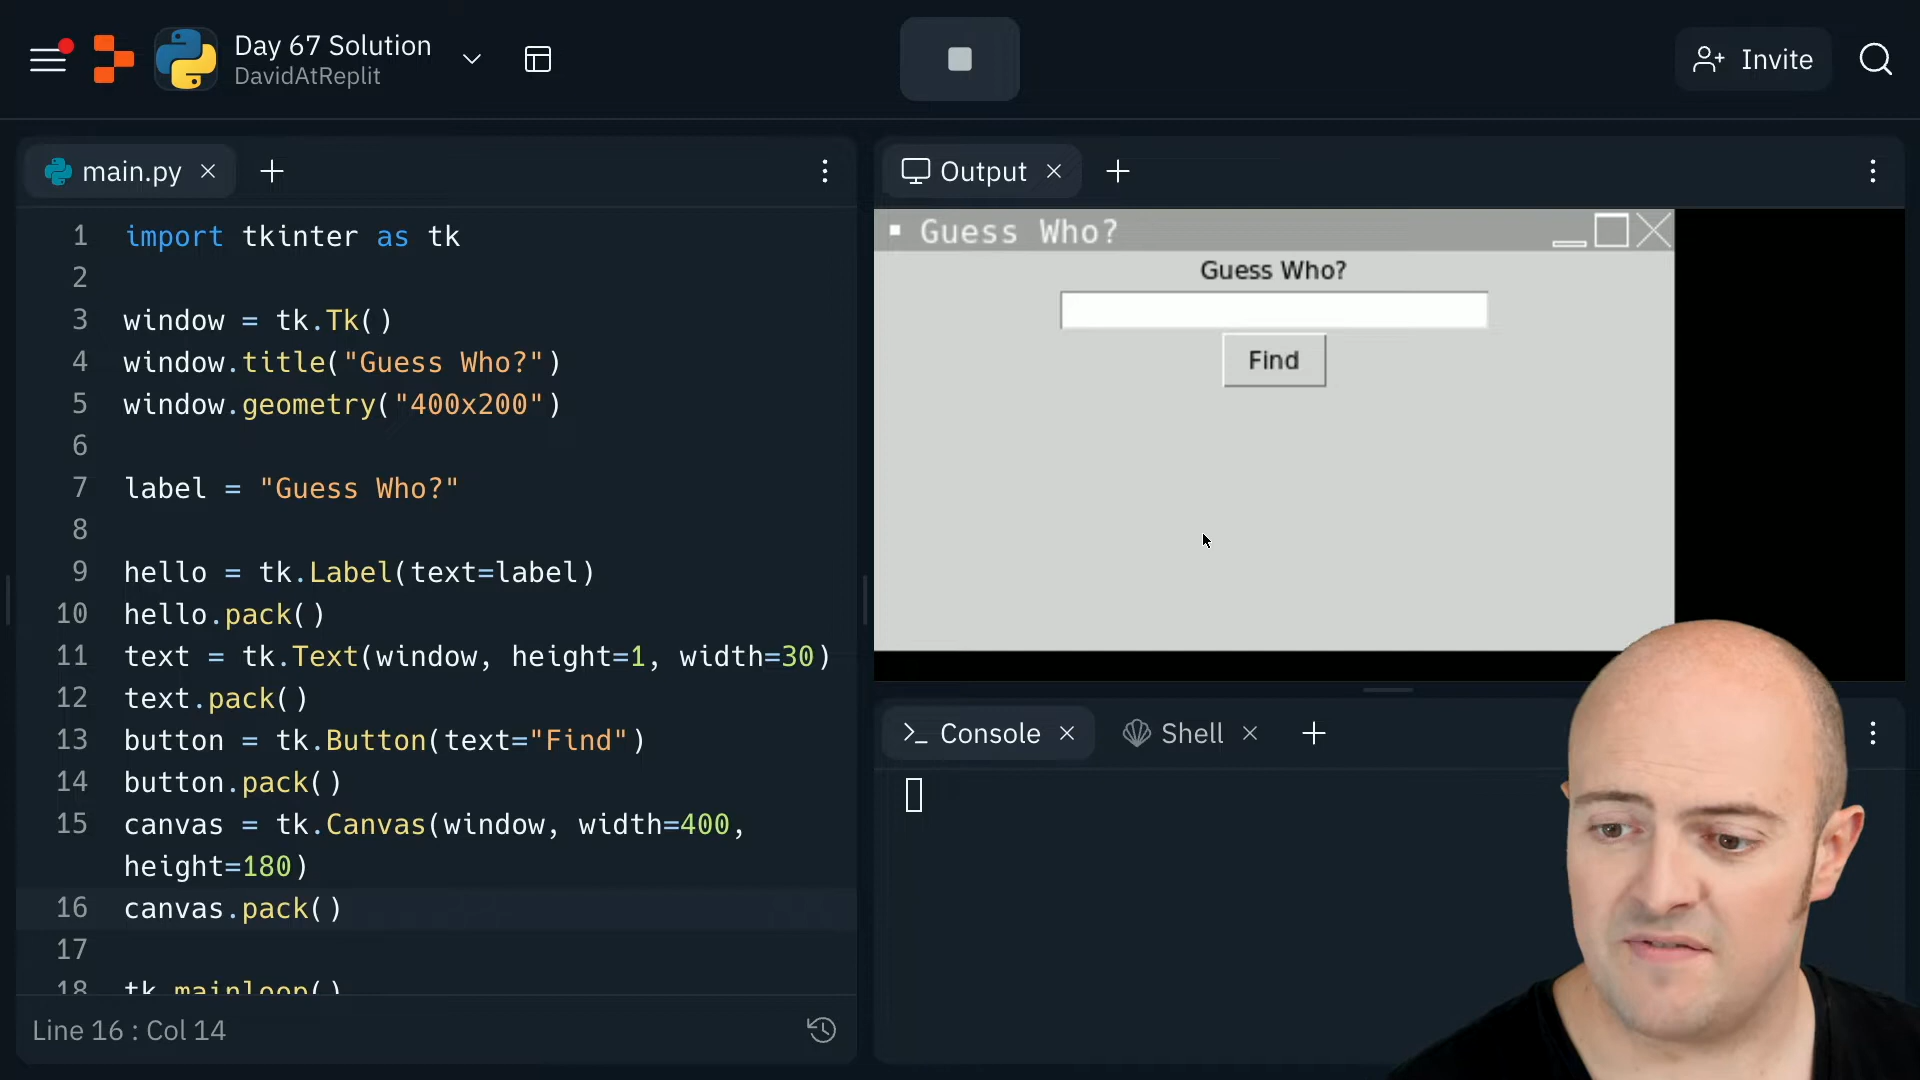 Day 67 Solution
DavidAtReplit
Invite
main.py
1 import tkinter as tk
2
3 window = tk.Tk()
4 window.title("Guess Who?")
5 window.geometry("400x200")
6
7 label = "Guess Who?"
8
9 hello = tk.Label(text=label)
10 hello.pack()
11 text = tk.Text(window, height=1, width=30)
12 text.pack()
13 button = tk.Button(text="Find")
14 button.pack()
15 canvas = tk.Canvas(window, width=400,
height=180)
16 canvas.pack()
17
18 tk.mainloop()
Line 16 : Col 14
Output
Guess Who?
Guess Who?
Find
Console
Shell